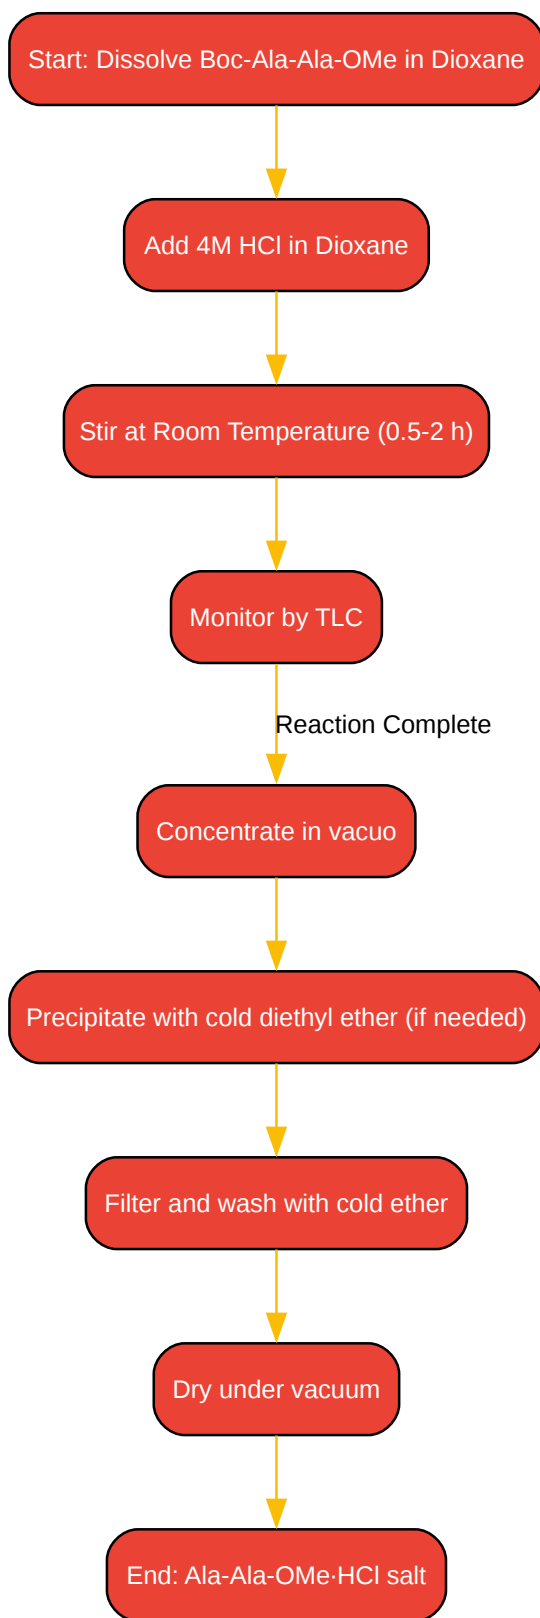 Start: Dissolve Boc-Ala-Ala-OMe in Dioxane
Add 4M HCl in Dioxane
Stir at Room Temperature (0.5-2 h)
Monitor by TLC
Reaction Complete
Concentrate in vacuo
Precipitate with cold diethyl ether (if needed)
Filter and wash with cold ether
Dry under vacuum
End: Ala-Ala-OMe·HCl salt